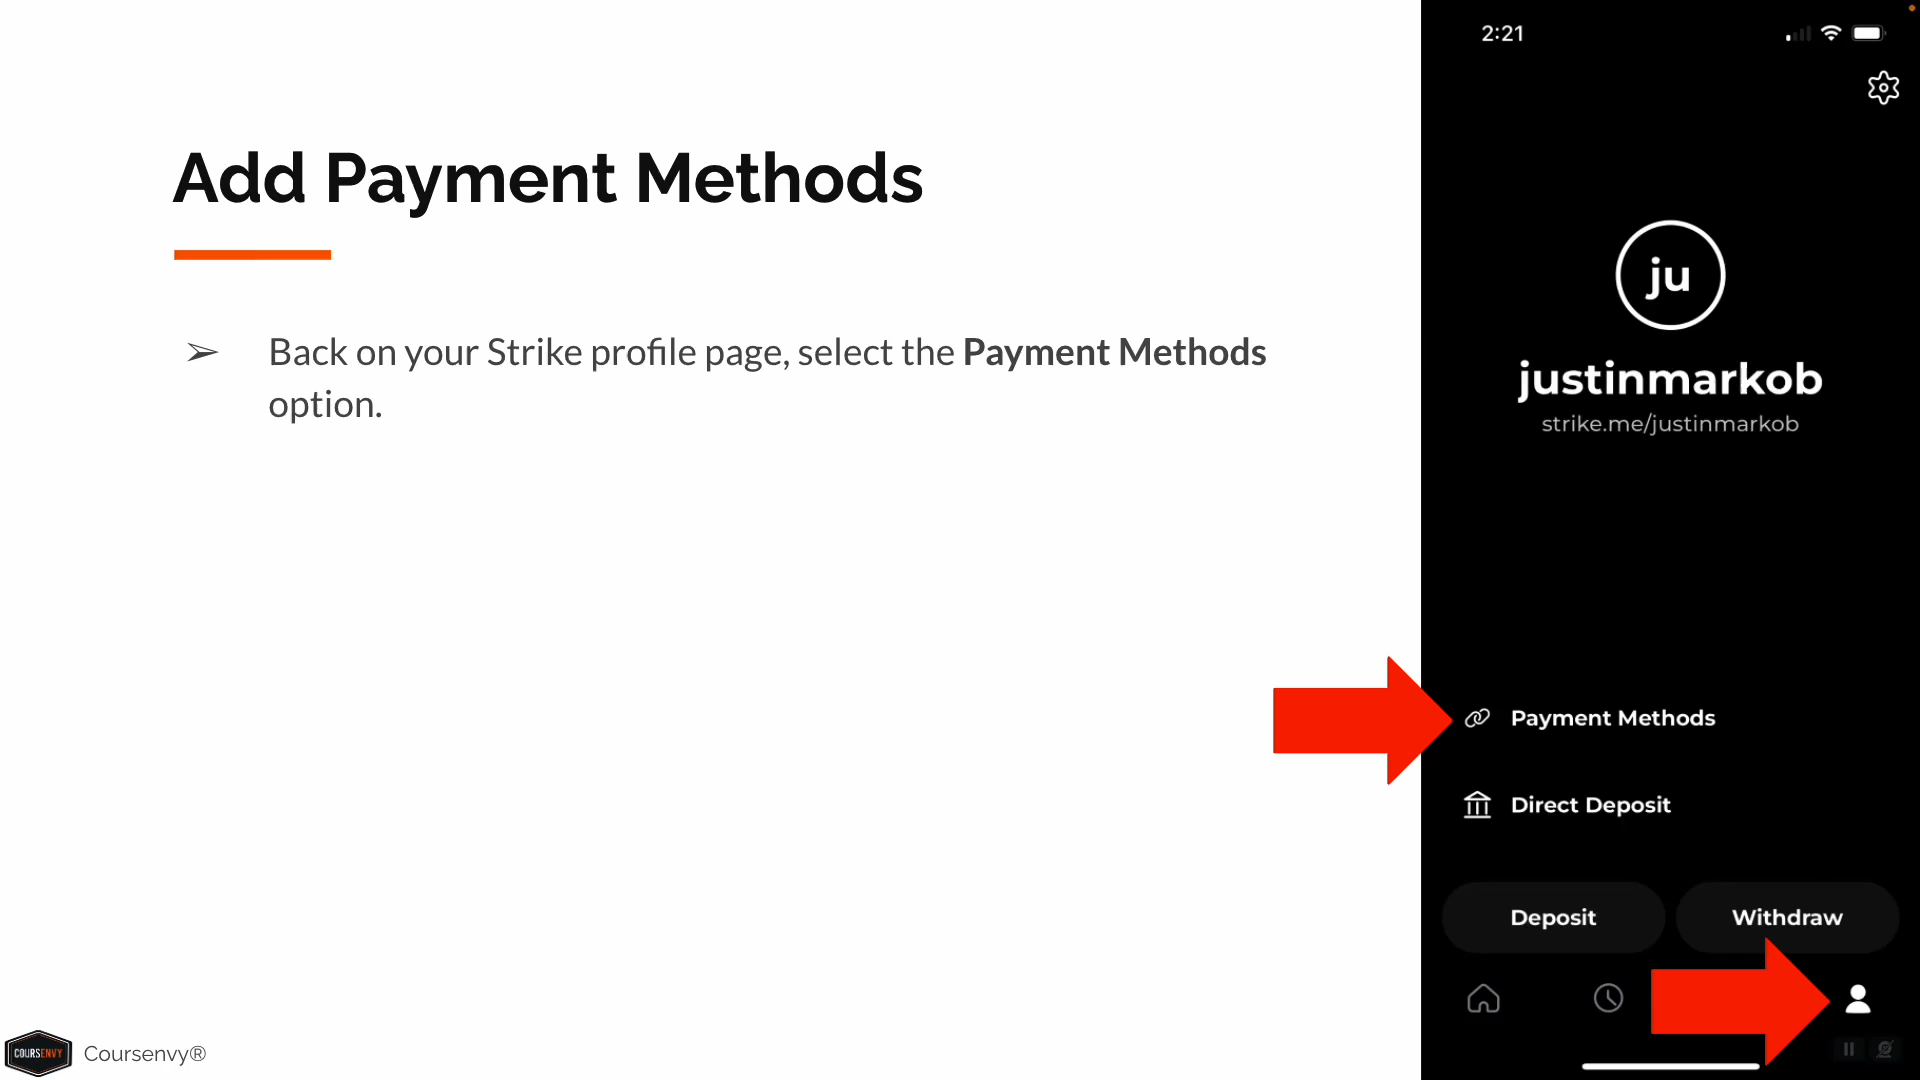 Add Payment Methods
➢ Back on your Strike profile page, select the Payment Methods
option.
COURSENVY
Coursenvy®
2:21
ju
justinmarkob
strike.me/justinmarkob
Payment Methods
Direct Deposit
Deposit
Withdraw